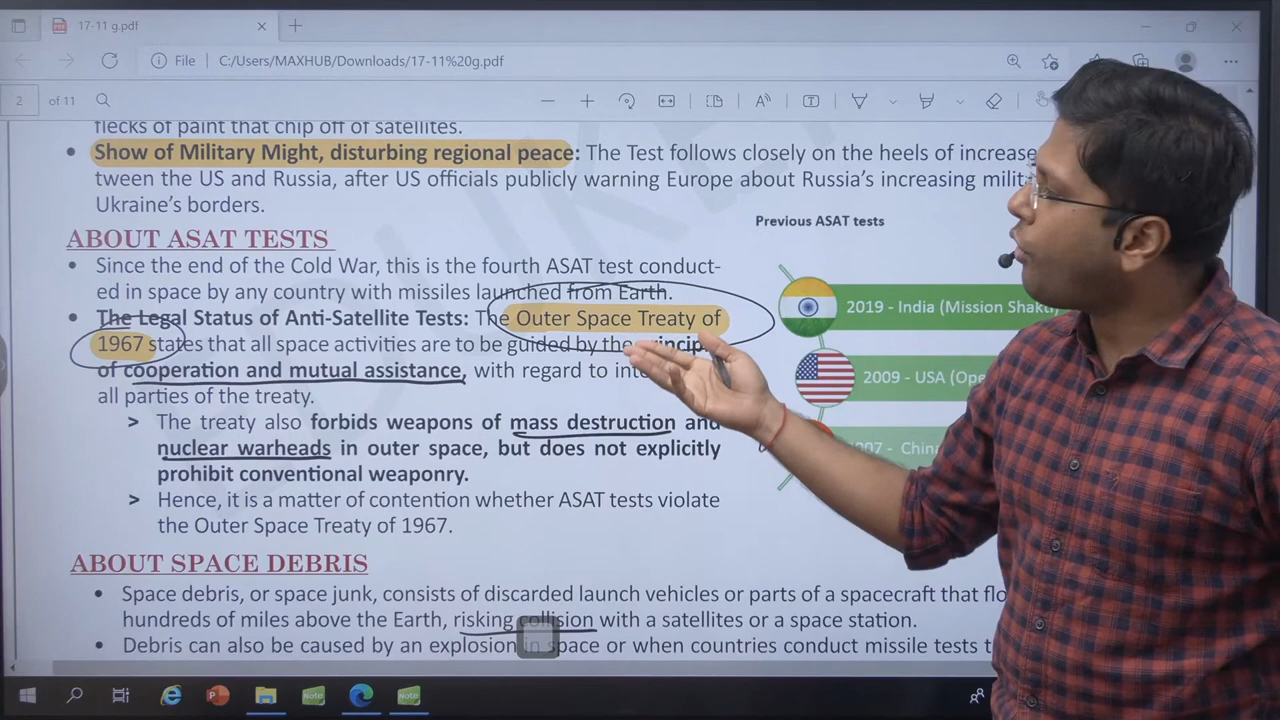 17-11 g.pdf
File
C:/Users/MAXHUB/Downloads/17-11%20g.pdf
2 of 11
flecks of paint that chip off of satellites.
• Show of Military Might, disturbing regional peace: The Test follows closely on the heels of increase
tween the US and Russia, after US officials publicly warning Europe about Russia's increasing milit
Ukraine's borders.
ABOUT ASAT TESTS
• Since the end of the Cold War, this is the fourth ASAT test conduct-
ed in space by any country with missiles launched from Earth.
• The Legal Status of Anti-Satellite Tests: The Outer Space Treaty of
1967 states that all space activities are to be guided by the princip
of cooperation and mutual assistance, with regard to
all parties of the treaty.
> The treaty also forbids weapons of mass destruction and
nuclear warheads in outer space, but does not explicitly
prohibit conventional weaponry.
> Hence, it is a matter of contention whether ASAT tests violate
the Outer Space Treaty of 1967.
Previous ASAT tests
2019 - India (Mission Shakti)
2009 - USA (Ope
2007 - China
ABOUT SPACE DEBRIS
• Space debris, or space junk, consists of discarded launch vehicles or parts of a spacecraft that flo
hundreds of miles above the Earth, risking collision with a satellites or a space station.
• Debris can also be caused by an explosion in space or when countries conduct missile tests t
Note
Note